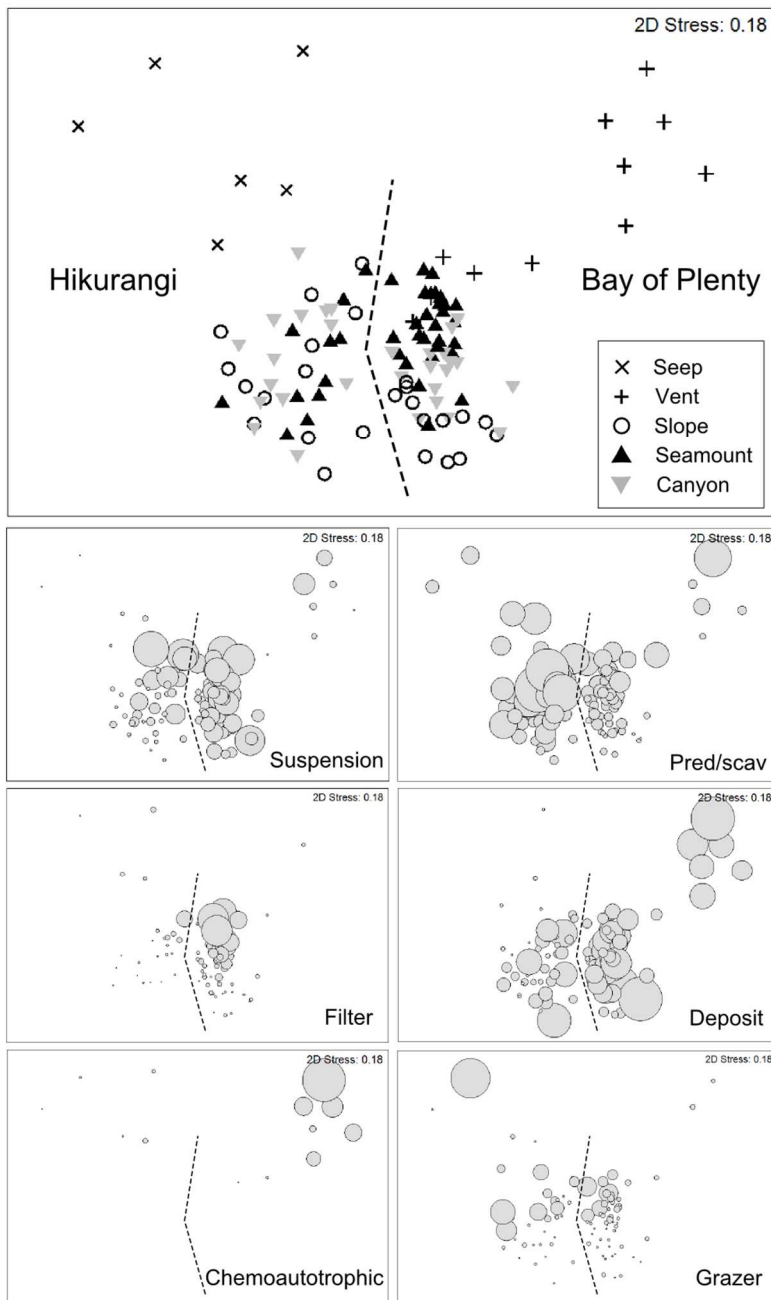 2D Stress: 0.18
Hikurangi
Bay of Plenty
Seep
Vent
Slope
Seamount
Canyon
2D Stress: 0.18
Suspension
2D Stress: 0.18
Pred/scav
2D Stress: 0.18
Filter
2D Stress: 0.18
Deposit
2D Stress: 0.18
Chemoautotrophic
2D Stress: 0.18
Grazer